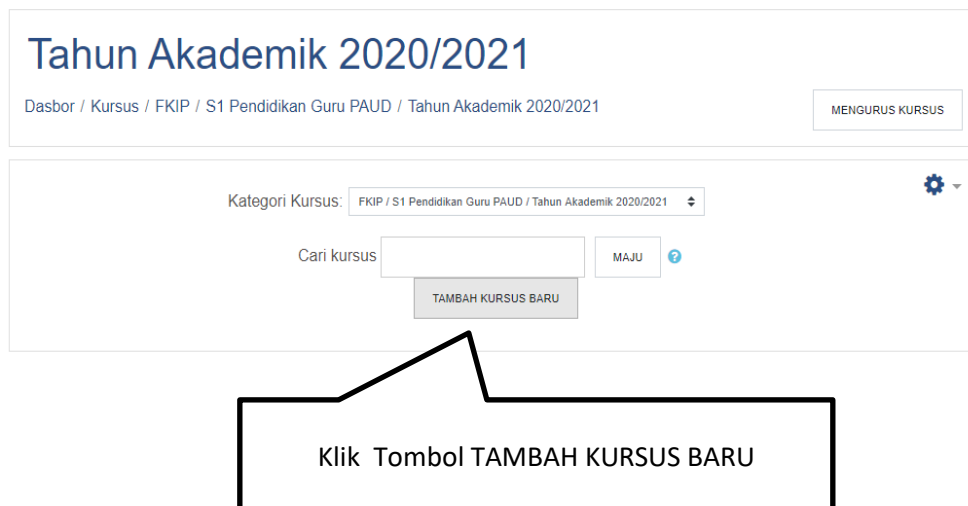 Tahun Akademik 2020/2021
Dasbor / Kursus / FKIP / S1 Pendidikan Guru PAUD / Tahun Akademik 2020/2021
MENGURUS KURSUS
Kategori Kursus: FKIP / S1 Pendidikan Guru PAUD / Tahun Akademik 2020/2021
Cari kursus MAJU ?
TAMBAH KURSUS BARU
Klik Tombol TAMBAH KURSUS BARU